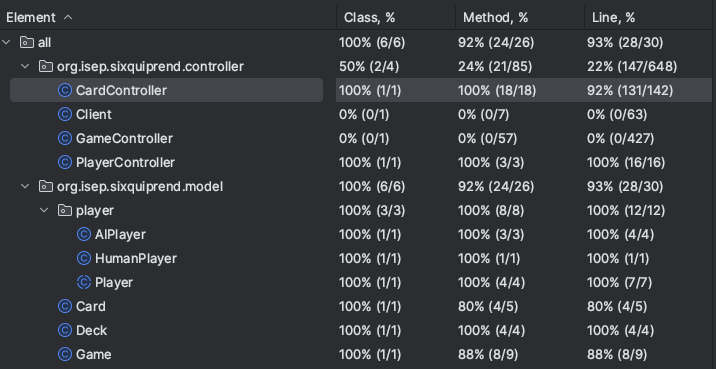 Element Class, % Method, % Line, %
all 100% (6/6) 92% (24/26) 93% (28/30)
org.isep.sixquiprend.controller 50% (2/4) 24% (21/85) 22% (147/648)
CardController 100% (1/1) 100% (18/18) 92% (131/142)
Client 0% (0/1) 0% (0/7) 0% (0/63)
GameController 0% (0/1) 0% (0/57) 0% (0/427)
PlayerController 100% (1/1) 100% (3/3) 100% (16/16)
org.isep.sixquiprend.model 100% (6/6) 92% (24/26) 93% (28/30)
player 100% (3/3) 100% (8/8) 100% (12/12)
AIPlayer 100% (1/1) 100% (3/3) 100% (4/4)
HumanPlayer 100% (1/1) 100% (1/1) 100% (1/1)
Player 100% (1/1) 100% (4/4) 100% (7/7)
Card 100% (1/1) 80% (4/5) 80% (4/5)
Deck 100% (1/1) 100% (4/4) 100% (4/4)
Game 100% (1/1) 88% (8/9) 88% (8/9)